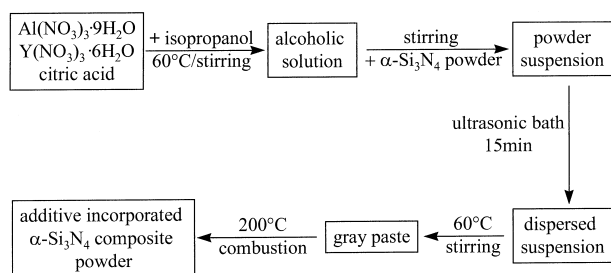 Al(NO₃)₃·9H₂O
Y(NO₃)₃·6H₂O
citric acid
+ isopropanol
60°C/stirring
alcoholic
solution
stirring
+ α-Si₃N₄ powder
powder
suspension
ultrasonic bath
15min
dispersed
suspension
60°C
stirring
gray paste
200°C
combustion
additive incorporated
α-Si₃N₄ composite
powder